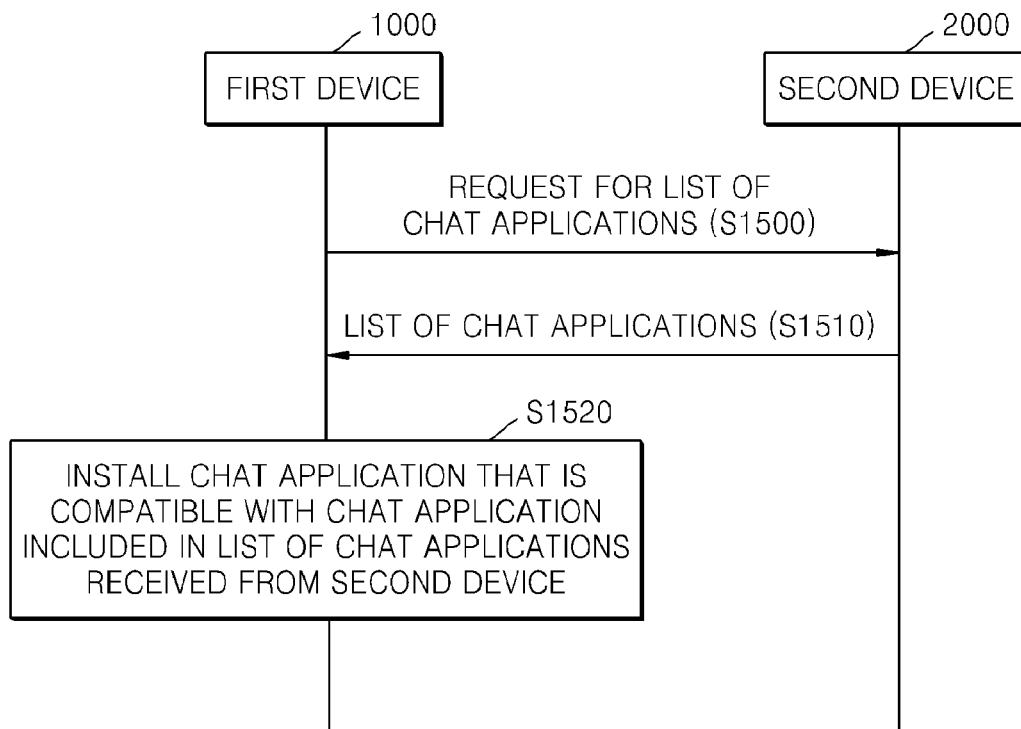 1000
2000
FIRST DEVICE
SECOND DEVICE
REQUEST FOR LIST OF
CHAT APPLICATIONS (S1500)
LIST OF CHAT APPLICATIONS (S1510)
S1520
INSTALL CHAT APPLICATION THAT IS
COMPATIBLE WITH CHAT APPLICATION
INCLUDED IN LIST OF CHAT APPLICATIONS
RECEIVED FROM SECOND DEVICE